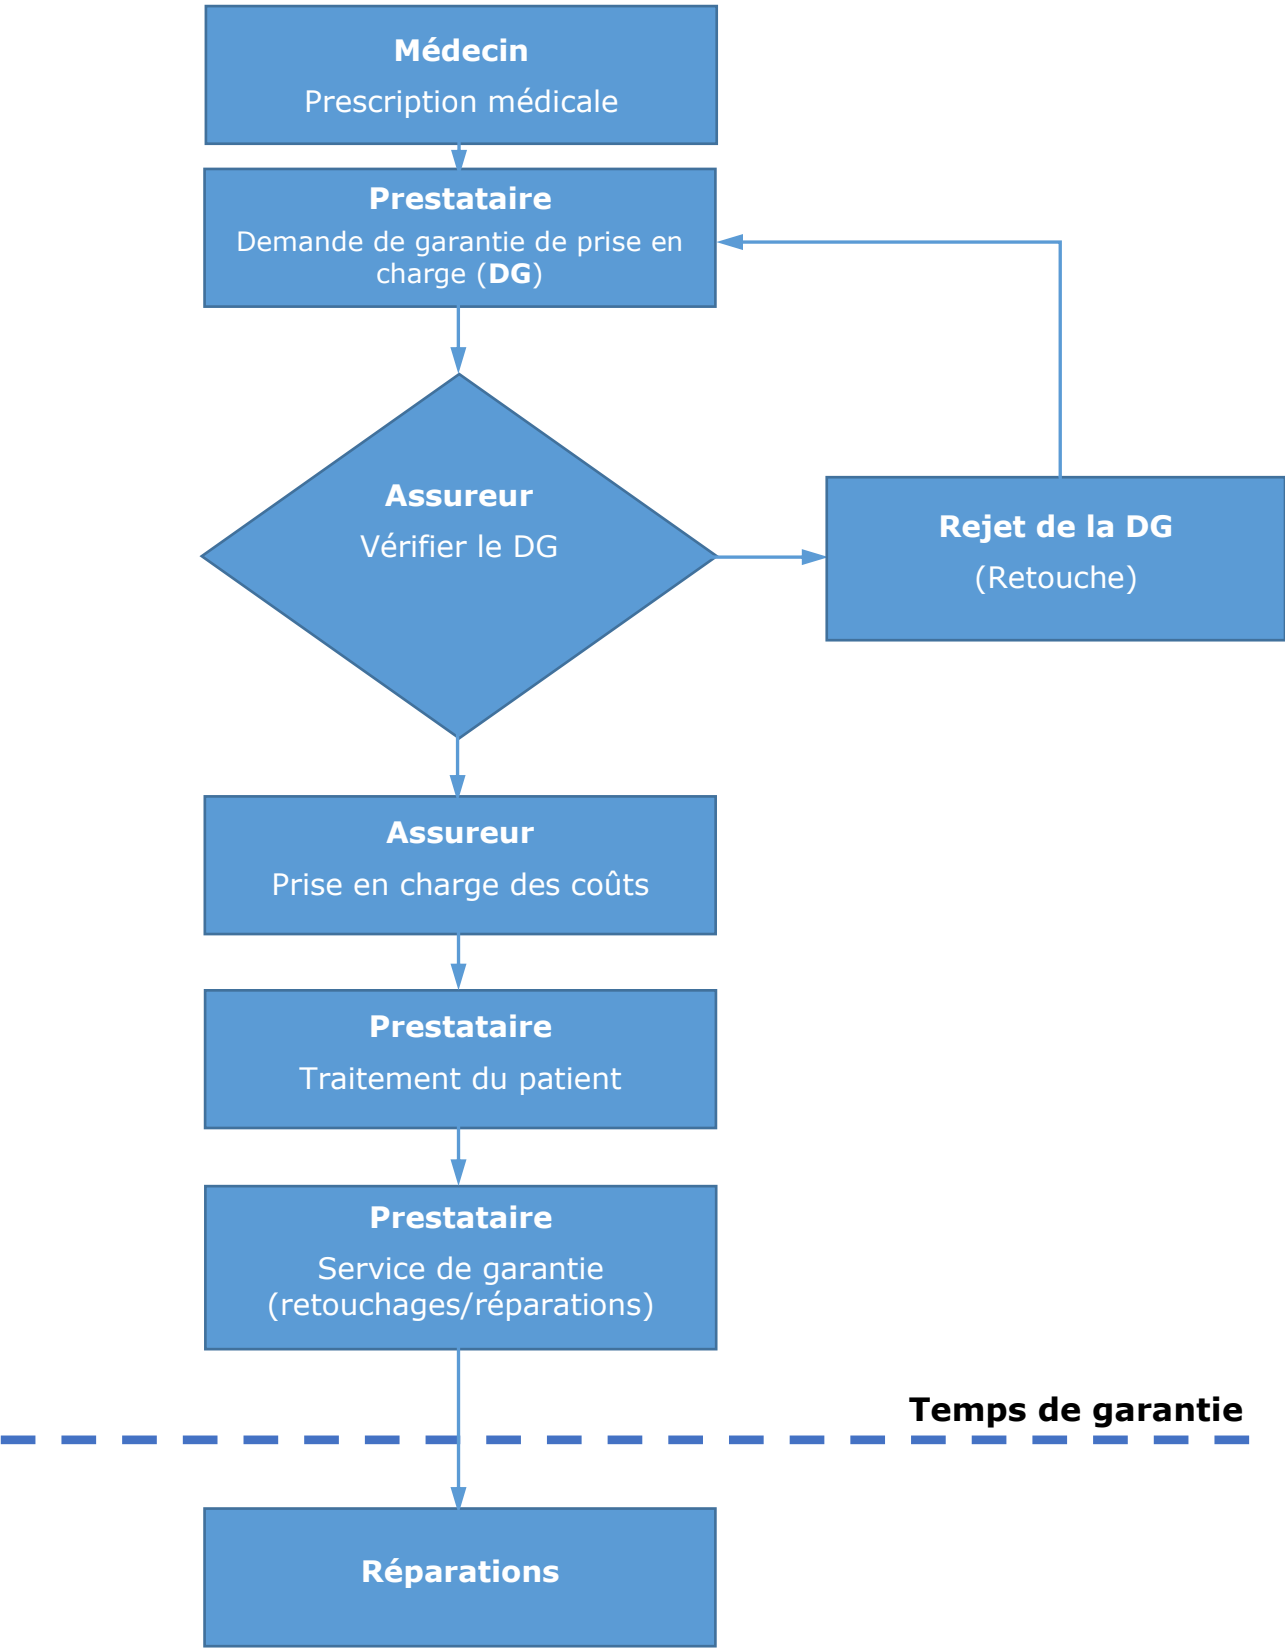 Médecin
Prescription médicale
Prestataire
Demande de garantie de prise en
charge (DG)
Assureur
Vérifier le DG
Rejet de la DG
(Retouche)
Assureur
Prise en charge des coûts
Prestataire
Traitement du patient
Prestataire
Service de garantie
(retouchages/réparations)
Temps de garantie
Réparations